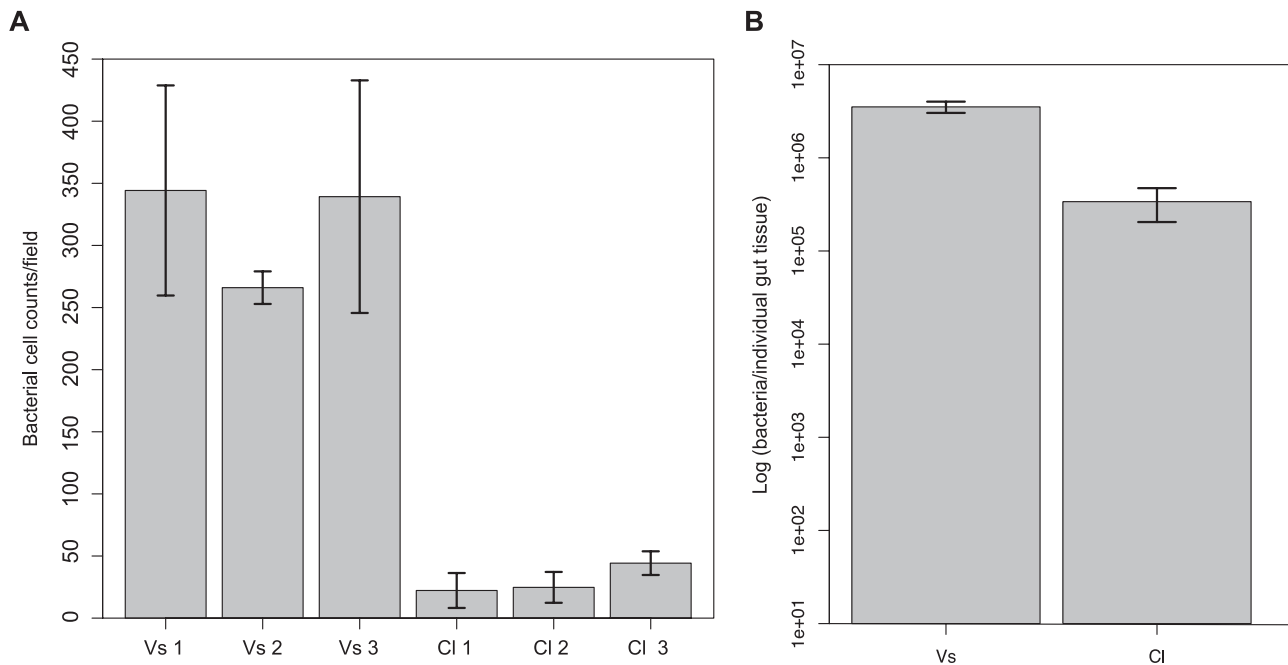 A
Bacterial cell counts/field
450
400
350
300
250
200
150
100
50
0
Vs 1 Vs 2 Vs 3 Cl 1 Cl 2 Cl 3
B
Log (bacteria/individual gut tissue)
1e+07
1e+06
1e+05
1e+04
1e+03
1e+02
1e+01
Vs Cl